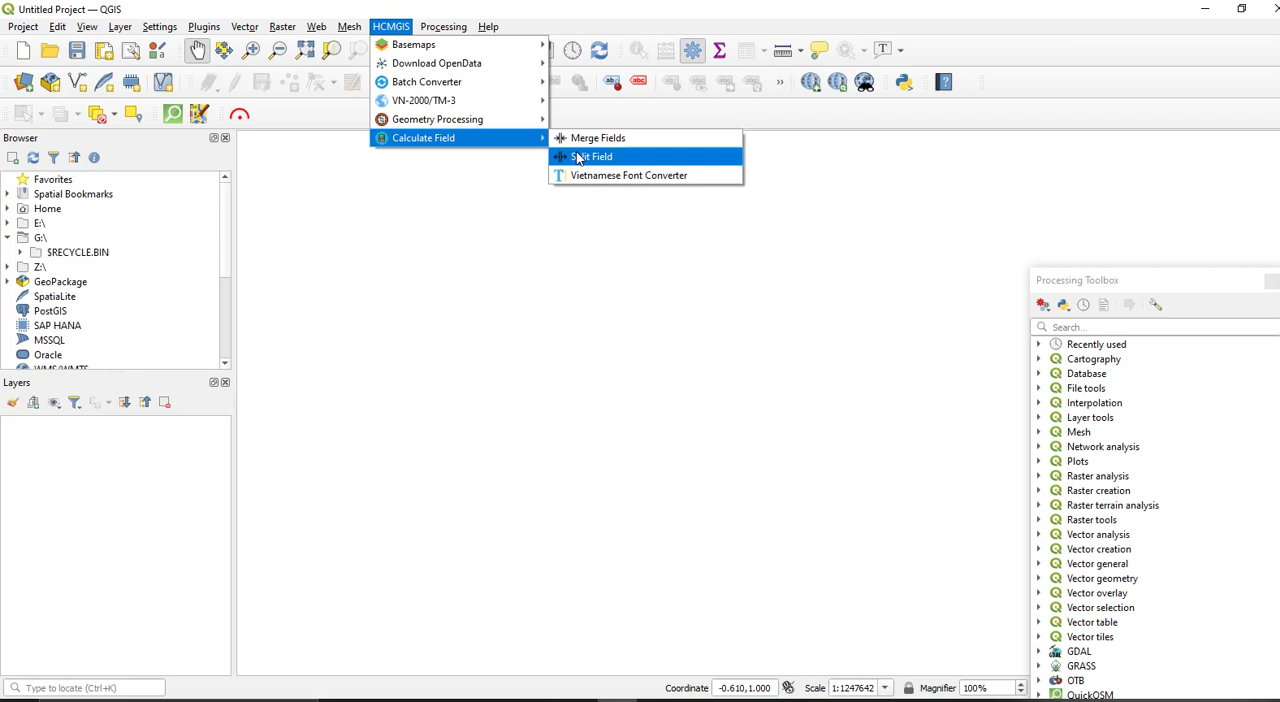 Untitled Project — QGIS
Project Edit View Layer Settings Plugins Vector Raster Web Mesh HCMGIS Processing Help
Basemaps
Download OpenData
Batch Converter
VN-2000/TM-3
Geometry Processing
Calculate Field
Merge Fields
Split Field
Vietnamese Font Converter
Browser
Favorites
Spatial Bookmarks
Home
E:\
G:\
$RECYCLE.BIN
Z:\
GeoPackage
SpatiaLite
PostGIS
SAP HANA
MSSQL
Oracle
WMS/WMTS
Layers
Processing Toolbox
Search...
Recently used
Cartography
Database
File tools
Interpolation
Layer tools
Mesh
Network analysis
Plots
Raster analysis
Raster creation
Raster terrain analysis
Raster tools
Vector analysis
Vector creation
Vector general
Vector geometry
Vector overlay
Vector selection
Vector table
Vector tiles
GDAL
GRASS
OTB
QuickOSM
Type to locate (Ctrl+K) Coordinate -0.610,1.000 Scale 1:1247642 Magnifier 100%